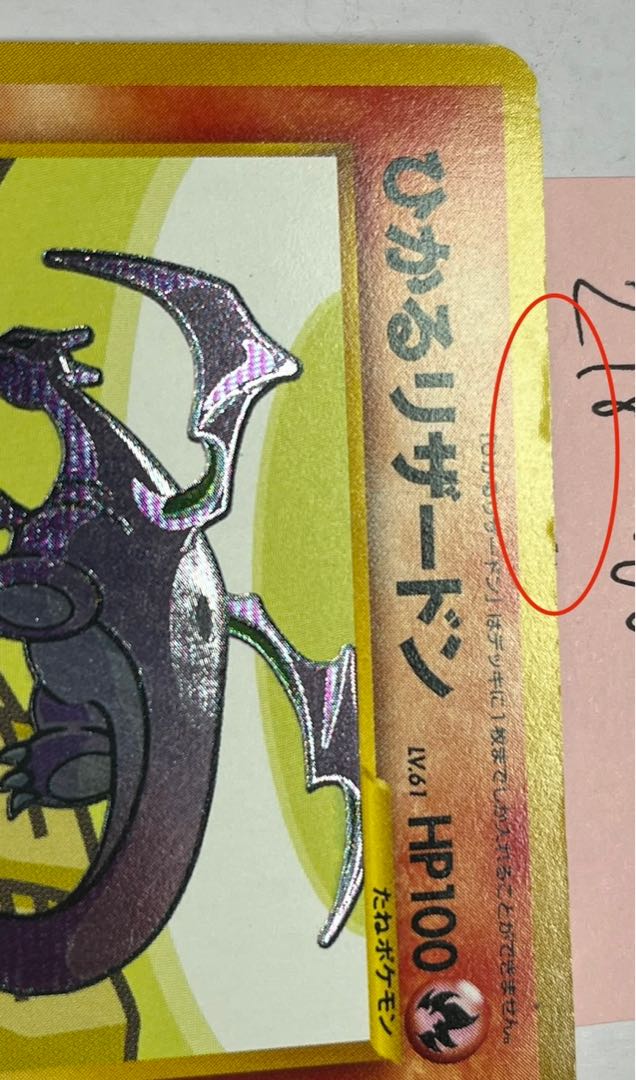 「ひかるリザードン」はデッキに1枚までしか入れることができません。
ひかるリザードン LV.61 HP100
たねポケモン
218